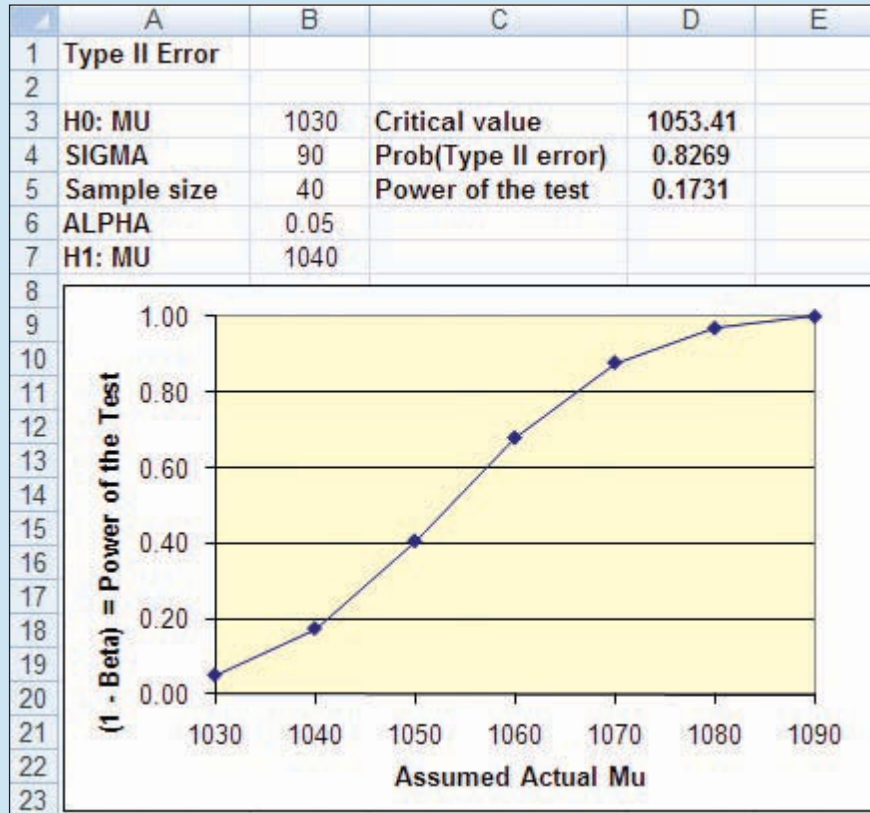 A B C D E
1 Type II Error
2
3 H0: MU 1030 Critical value 1053.41
4 SIGMA 90 Prob(Type II error) 0.8269
5 Sample size 40 Power of the test 0.1731
6 ALPHA 0.05
7 H1: MU 1040
8
9
10
11
12
13
14
15
16
17
18
19
20
21
22
23
(1 - Beta) = Power of the Test
1.00
0.80
0.60
0.40
0.20
0.00
1030 1040 1050 1060 1070 1080 1090
Assumed Actual Mu